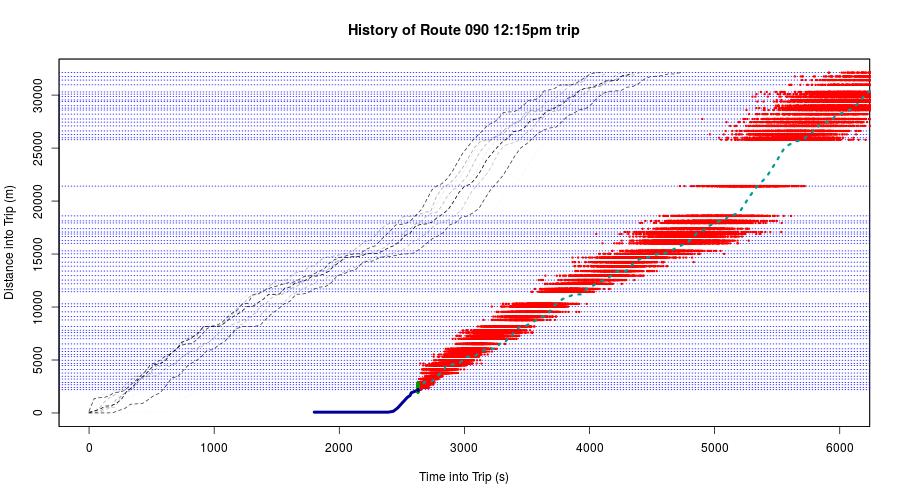 History of Route 090 12:15pm trip
Distance into Trip (m)
30000
25000
20000
15000
10000
5000
0
0 1000 2000 3000 4000 5000 6000
Time into Trip (s)